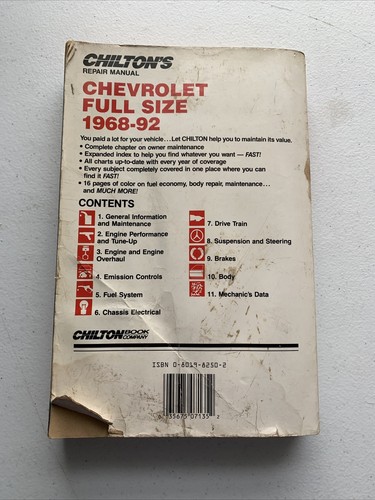 CHILTON'S
REPAIR MANUAL
CHEVROLET
FULL SIZE
1968-92
You paid a lot for your vehicle...Let CHILTON help you to maintain its value.
• Complete chapter on owner maintenance
• Expanded index to help you find whatever you want — FAST!
• All charts up-to-date with every year of coverage
• Every subject completely covered in one place where you can
find it FAST!
• 16 pages of color on fuel economy, body repair, maintenance...
and MUCH MORE!
CONTENTS
1. General Information
and Maintenance
2. Engine Performance
and Tune-Up
3. Engine and Engine
Overhaul
4. Emission Controls
5. Fuel System
6. Chassis Electrical
7. Drive Train
8. Suspension and Steering
9. Brakes
10. Body
11. Mechanic's Data
CHILTON BOOK
COMPANY
ISBN 0-8019-8250-2
35675 07135